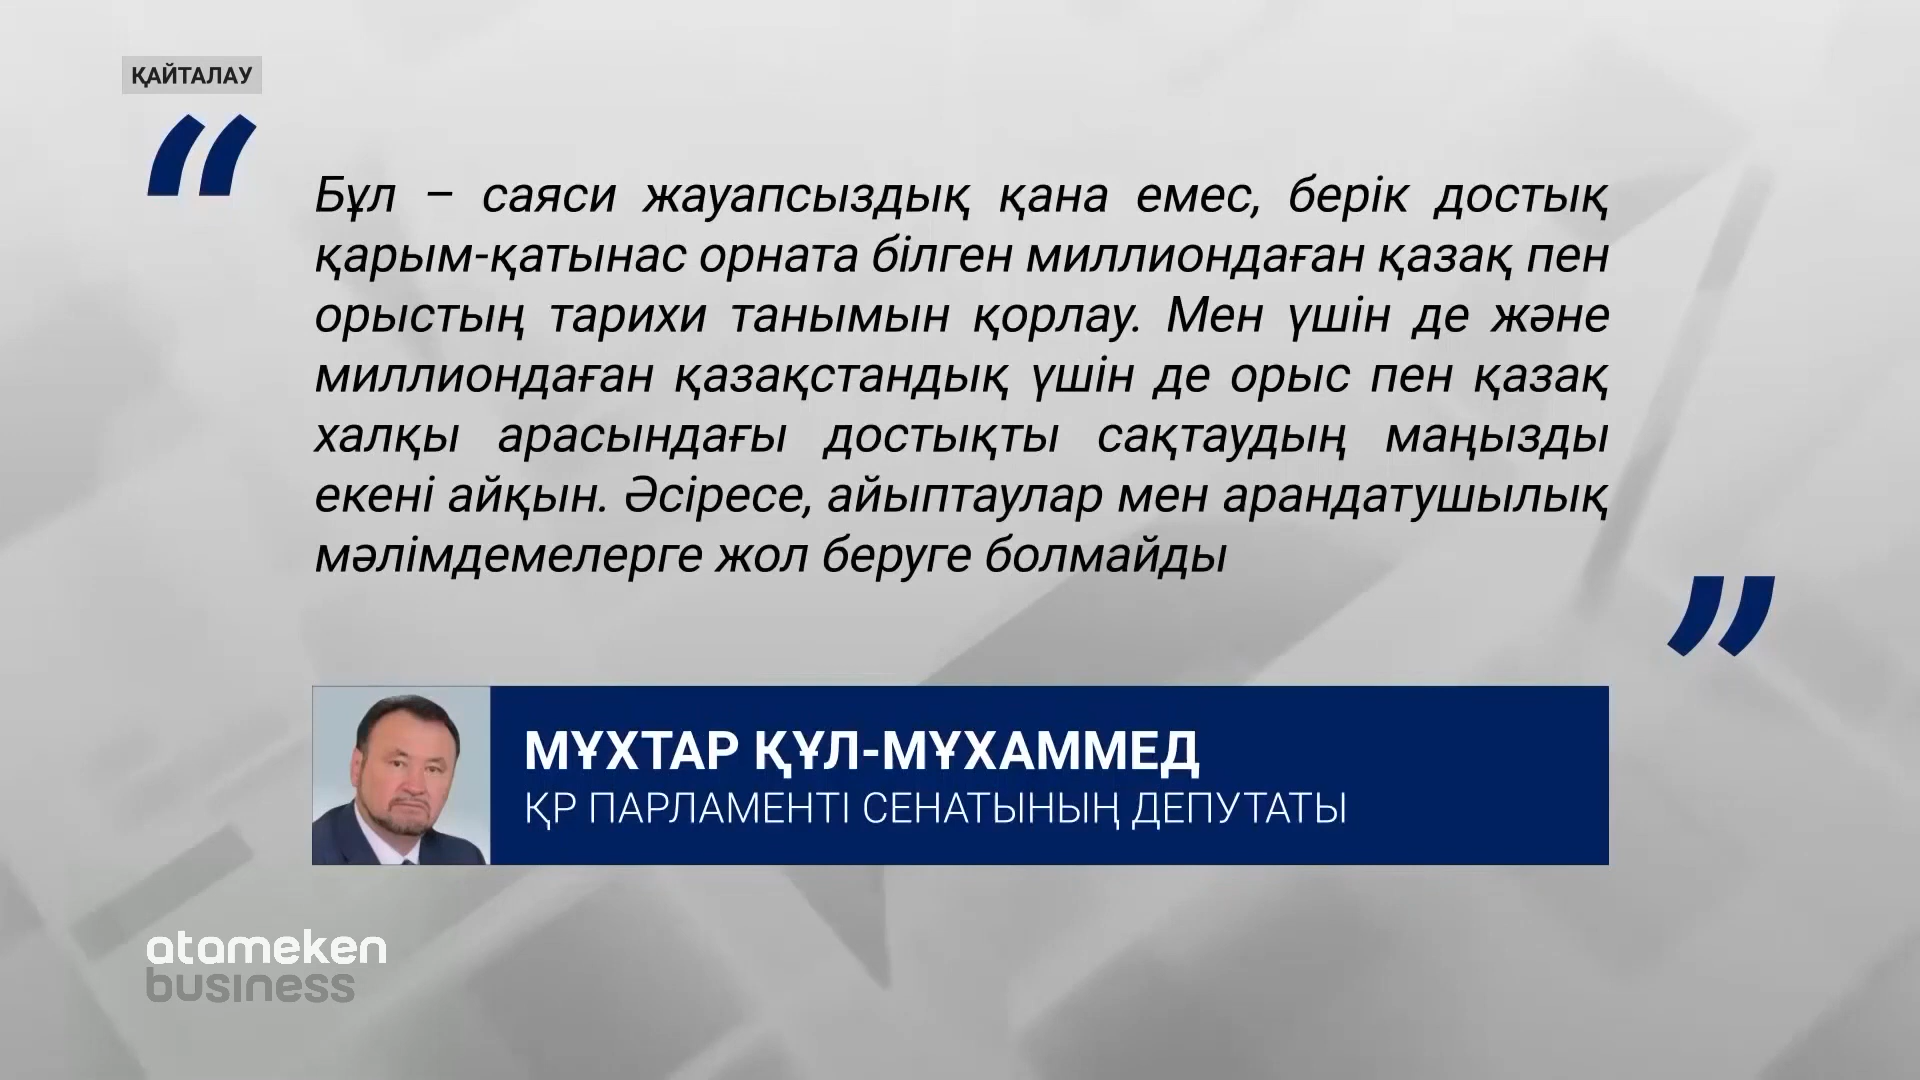 ҚАЙТАЛАУ
“
Бұл – саяси жауапсыздық қана емес, берік достық
қарым-қатынас орната білген миллиондаған қазақ пен
орыстың тарихи танымын қорлау. Мен үшін де және
миллиондаған қазақстандық үшін де орыс пен қазақ
халқы арасындағы достықты сақтаудың маңызды
екені айқын. Әсіресе, айыптаулар мен арандатушылық
мәлімдемелерге жол беруге болмайды
”
МҰХТАР ҚҰЛ-МҰХАММЕД
ҚР ПАРЛАМЕНТІ СЕНАТЫНЫҢ ДЕПУТАТЫ
atameken
business